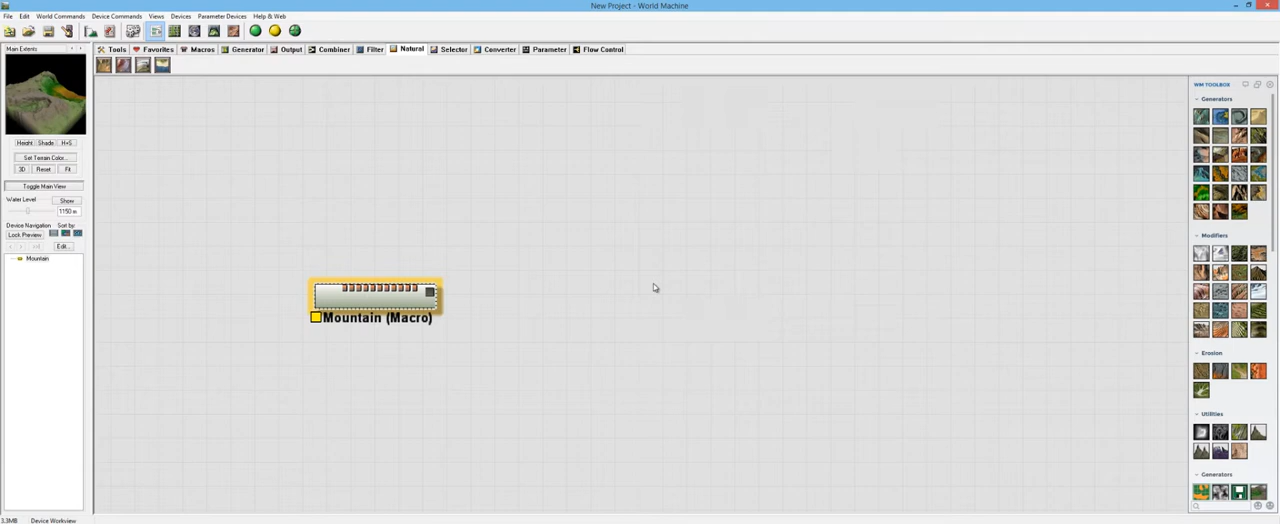 New Project - World Machine
File Edit World Commands Device Commands Views Devices Parameter Devices Help & Web
Main Extents
Tools Favorites Macros Generator Output Combiner Filter Natural Selector Converter Parameter Flow Control
WM TOOLBOX
Generators
Height Shade H+S
Set Terrain Color...
3D Reset Fit
Toggle Main View
Water Level Show
1150 m
Device Navigation Sort by:
Lock Preview
Edit...
Mountain
Mountain (Macro)
Modifiers
Erosion
Utilities
Generators
3.3MB Device Workview